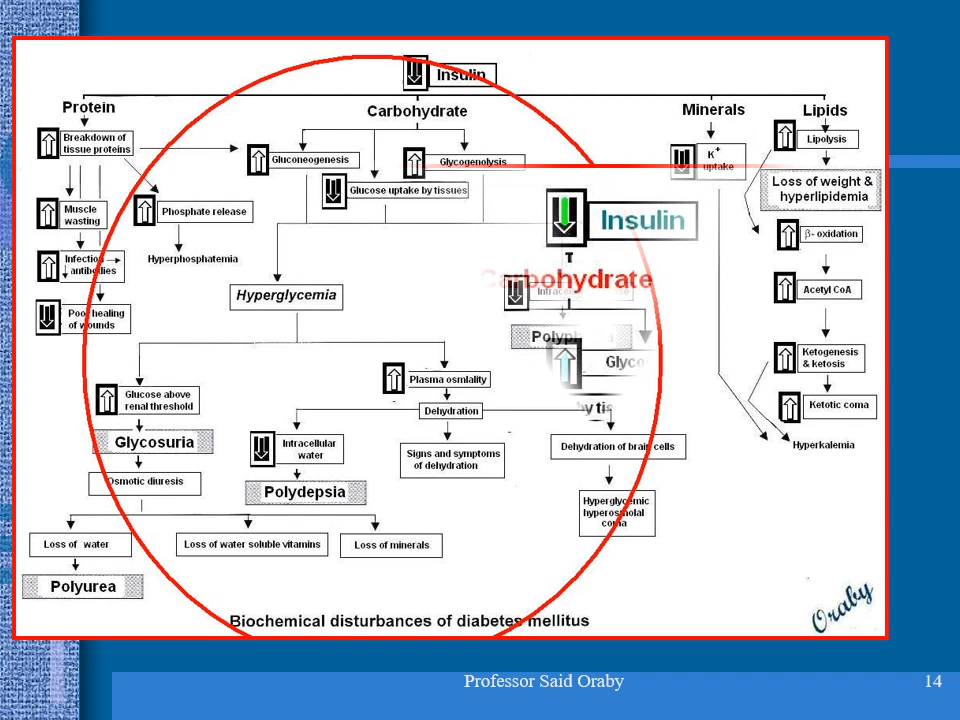 Insulin
Protein
Carbohydrate
Minerals
Lipids
Breakdown of
tissue proteins
Gluconeogenesis
Glycogenolysis
K+
uptake
Lipolysis
Glucose uptake by tissues
Loss of weight &
hyperlipidemia
Muscle
wasting
Phosphate release
Insulin
β- oxidation
Infection
antibodies
Hyperphosphatemia
Carbohydrate
Hyperglycemia
Acetyl CoA
Poor healing
of wounds
Glyco
Ketogenesis
& ketosis
Plasma osmlality
Glucose above
renal threshold
Dehydration
by tis
Ketotic coma
Glycosuria
Intracellular
water
Signs and symptoms
of dehydration
Dehydration of brain cells
Hyperkalemia
Osmotic diuresis
Polydepsia
Hyperglycemic
hyperosmolal
coma
Loss of water
Loss of water soluble vitamins
Loss of minerals
Polyurea
Oraby
Biochemical disturbances of diabetes mellitus
Professor Said Oraby
14